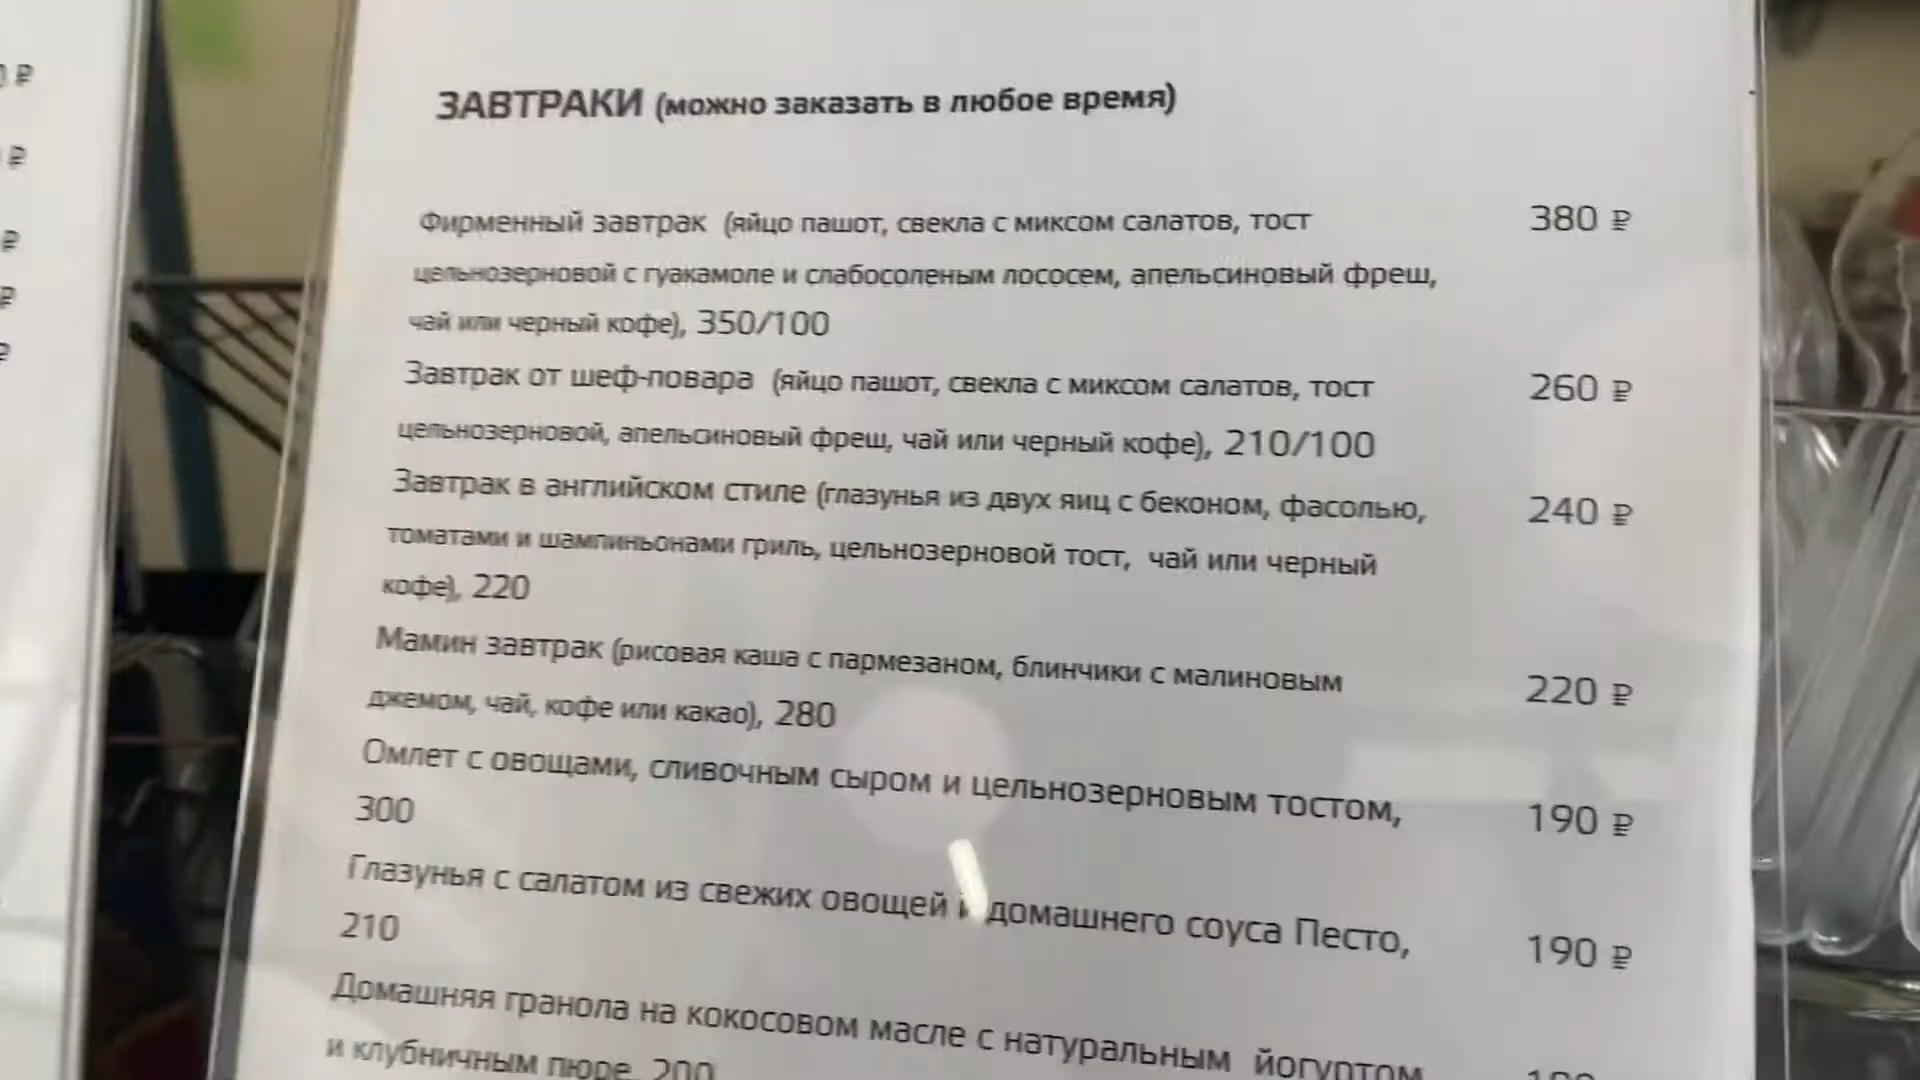 ЗАВТРАКИ (можно заказать в любое время)
Фирменный завтрак (яйцо пашот, свекла с миксом салатов, тост 380 ₽
цельнозерновой с гуакамоле и слабосоленым лососем, апельсиновый фреш,
чай или черный кофе), 350/100
Завтрак от шеф-повара (яйцо пашот, свекла с миксом салатов, тост 260 ₽
цельнозерновой, апельсиновый фреш, чай или черный кофе), 210/100
Завтрак в английском стиле (глазунья из двух яиц с беконом, фасолью, 240 ₽
томатами и шампиньонами гриль, цельнозерновой тост, чай или черный
кофе), 220
Мамин завтрак (рисовая каша с пармезаном, блинчики с малиновым 220 ₽
джемом, чай, кофе или какао), 280
Омлет с овощами, сливочным сыром и цельнозерновым тостом, 190 ₽
300
Глазунья с салатом из свежих овощей и домашнего соуса Песто, 190 ₽
210
Домашняя гранола на кокосовом масле с натуральным йогуртом
и клубничным пюре, 200